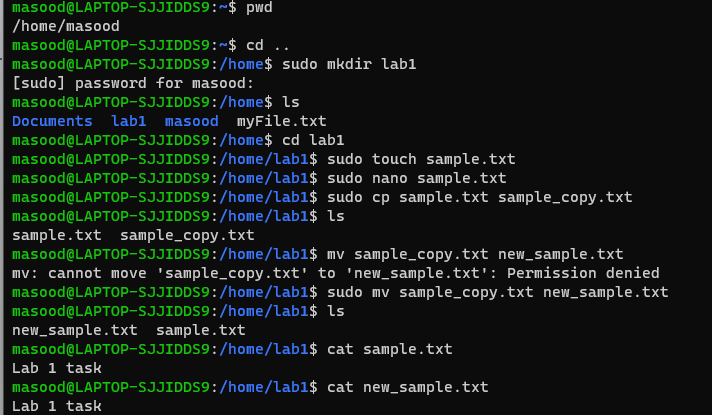 masood@LAPTOP-SJJIDDS9:~$ pwd
/home/masood
masood@LAPTOP-SJJIDDS9:~$ cd ..
masood@LAPTOP-SJJIDDS9:/home$ sudo mkdir lab1
[sudo] password for masood:
masood@LAPTOP-SJJIDDS9:/home$ ls
Documents  lab1  masood  myFile.txt
masood@LAPTOP-SJJIDDS9:/home$ cd lab1
masood@LAPTOP-SJJIDDS9:/home/lab1$ sudo touch sample.txt
masood@LAPTOP-SJJIDDS9:/home/lab1$ sudo nano sample.txt
masood@LAPTOP-SJJIDDS9:/home/lab1$ sudo cp sample.txt sample_copy.txt
masood@LAPTOP-SJJIDDS9:/home/lab1$ ls
sample.txt  sample_copy.txt
masood@LAPTOP-SJJIDDS9:/home/lab1$ mv sample_copy.txt new_sample.txt
mv: cannot move 'sample_copy.txt' to 'new_sample.txt': Permission denied
masood@LAPTOP-SJJIDDS9:/home/lab1$ sudo mv sample_copy.txt new_sample.txt
masood@LAPTOP-SJJIDDS9:/home/lab1$ ls
new_sample.txt  sample.txt
masood@LAPTOP-SJJIDDS9:/home/lab1$ cat sample.txt
Lab 1 task
masood@LAPTOP-SJJIDDS9:/home/lab1$ cat new_sample.txt
Lab 1 task